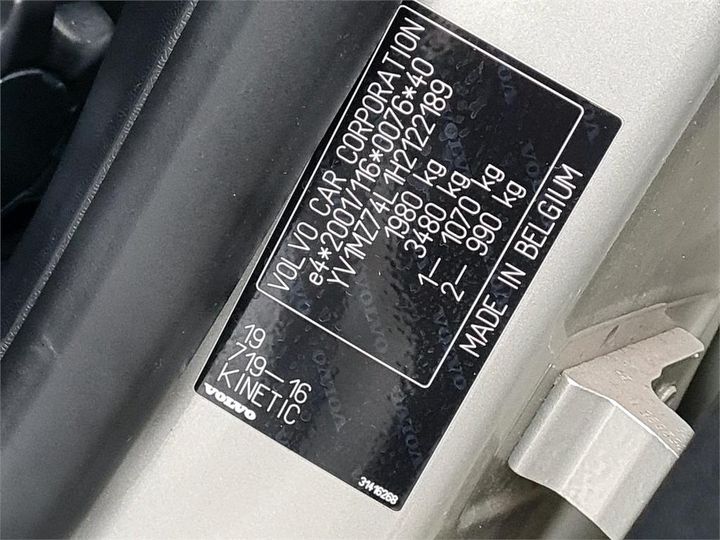 VOLVO CAR CORPORATION
e4*2001/116*0076*40
YV1MZ74L1H2122189
1980 kg
3480 kg
1– 1070 kg
2– 990 kg
MADE IN BELGIUM
19
719–16
KINETIC
VOLVO
31416268